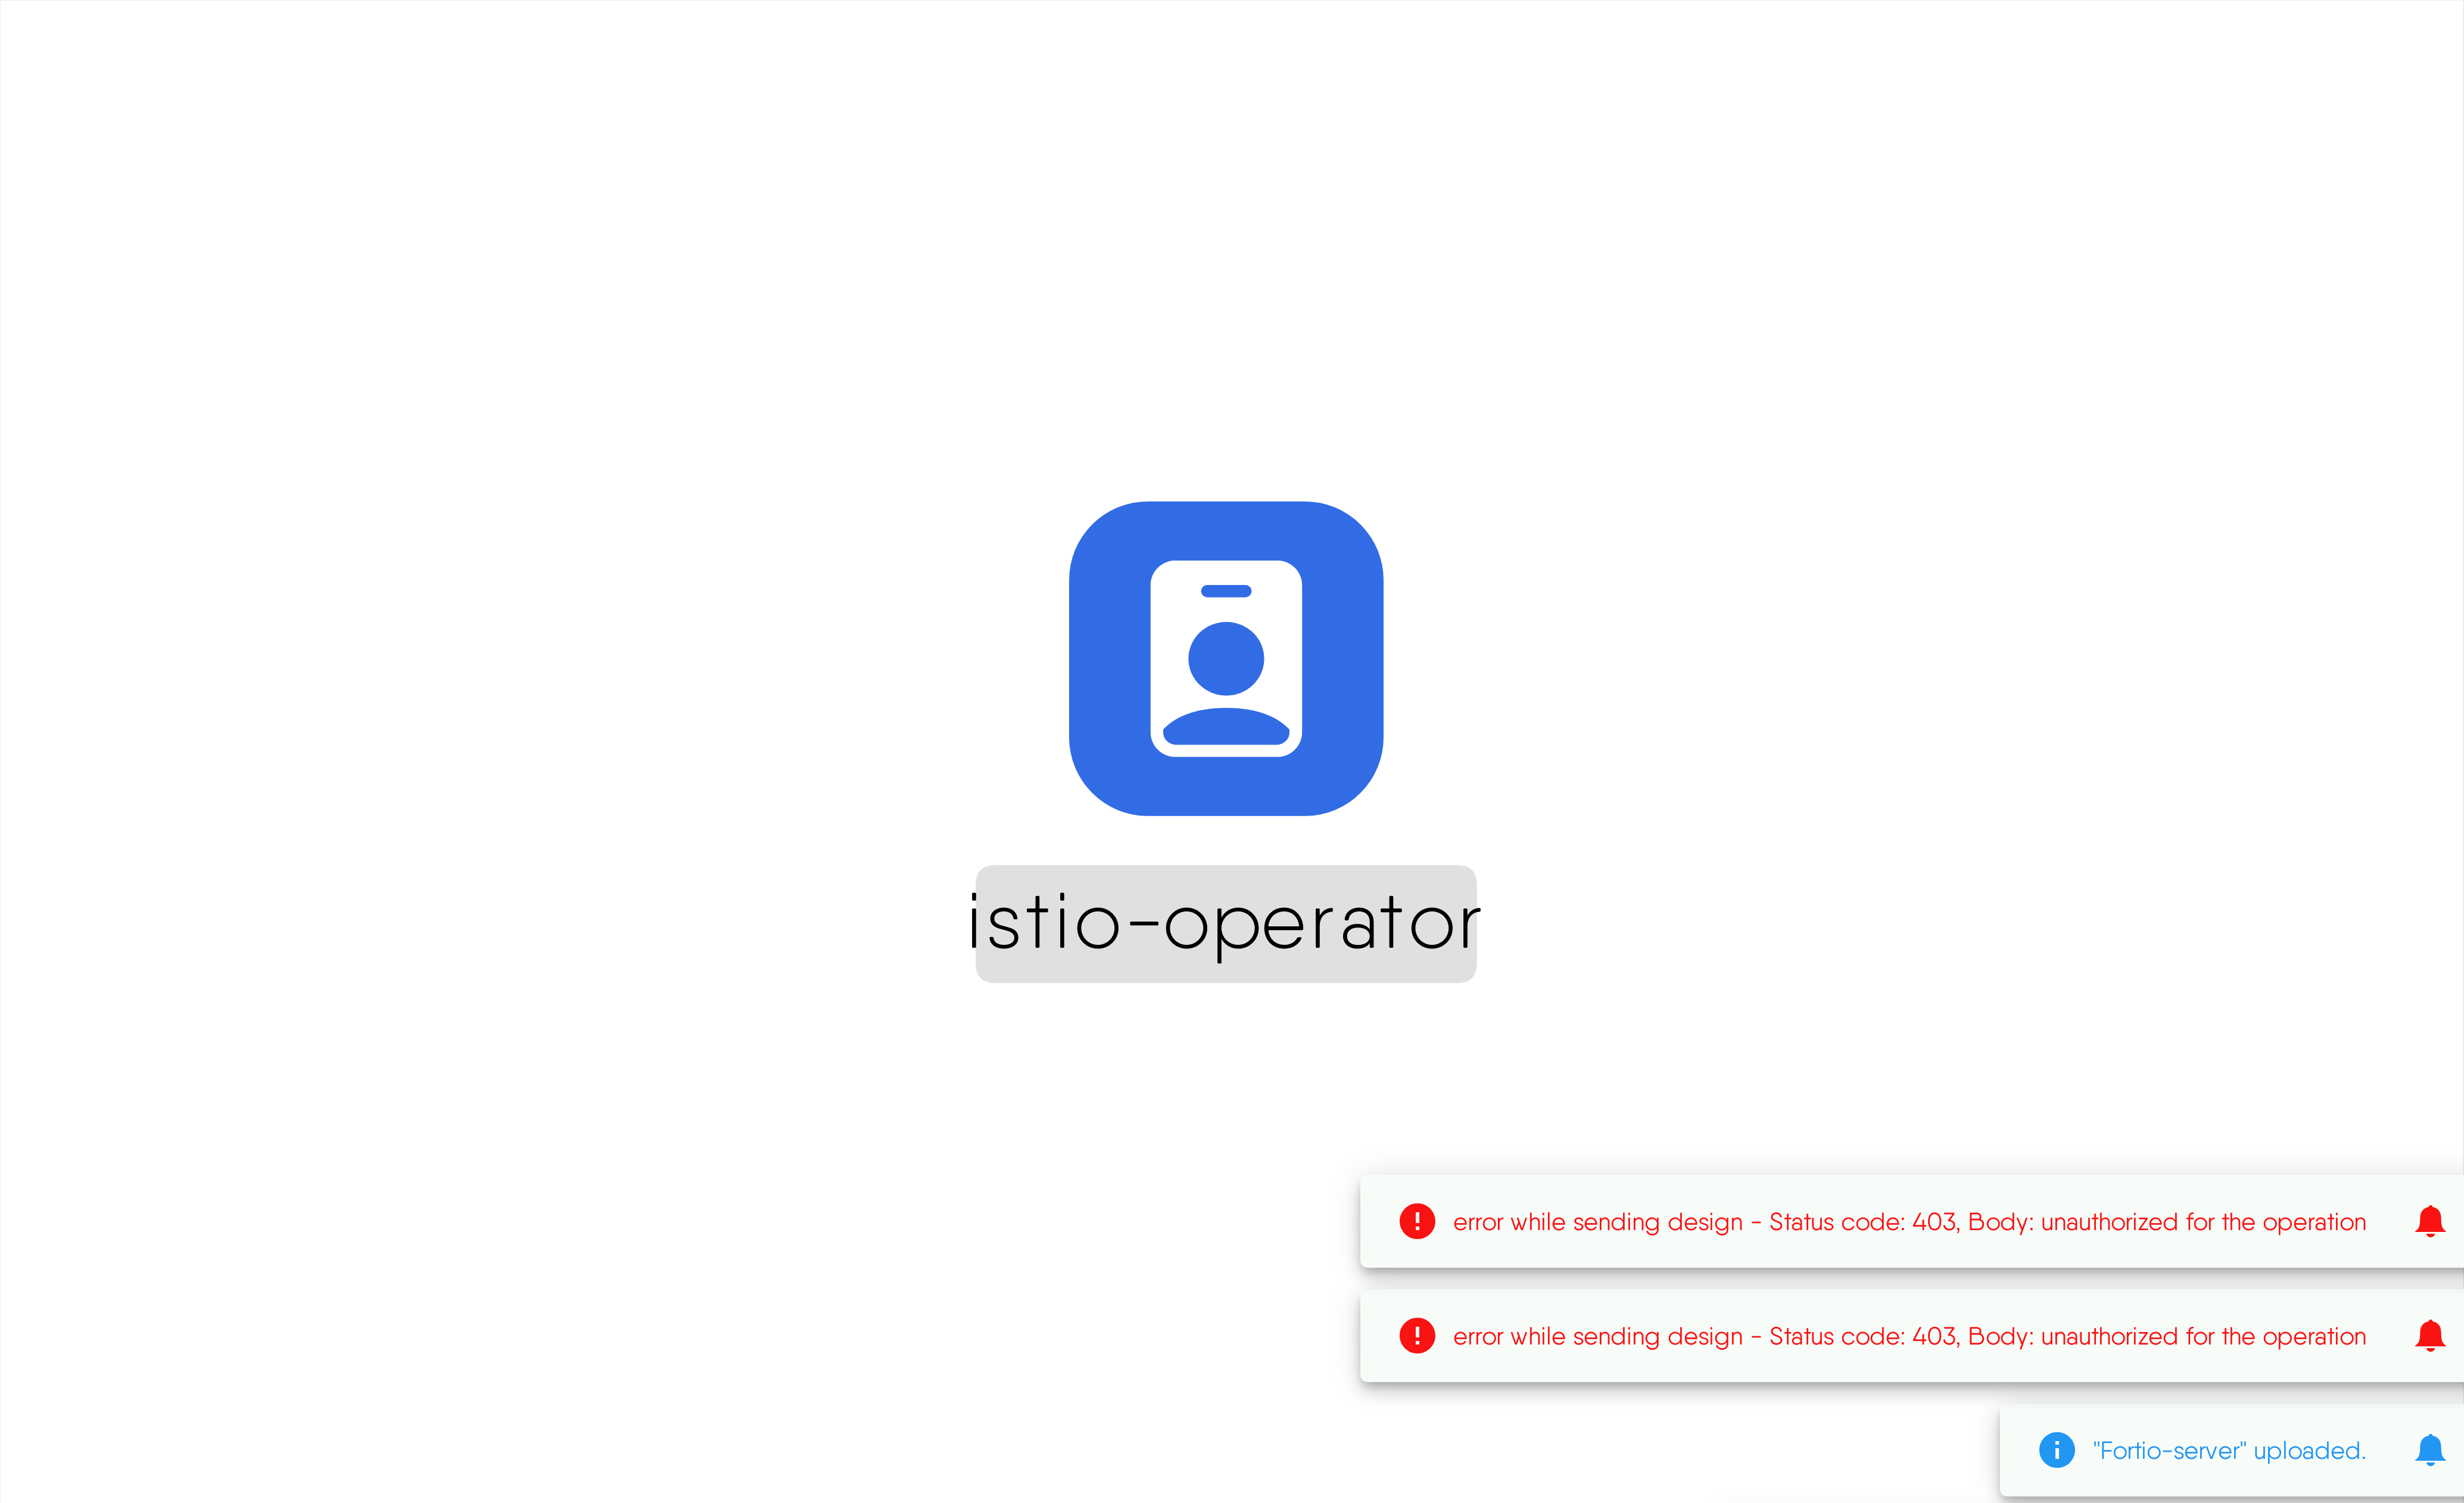 istio-operator
error while sending design - Status code: 403, Body: unauthorized for the operation
error while sending design - Status code: 403, Body: unauthorized for the operation
"Fortio-server" uploaded.